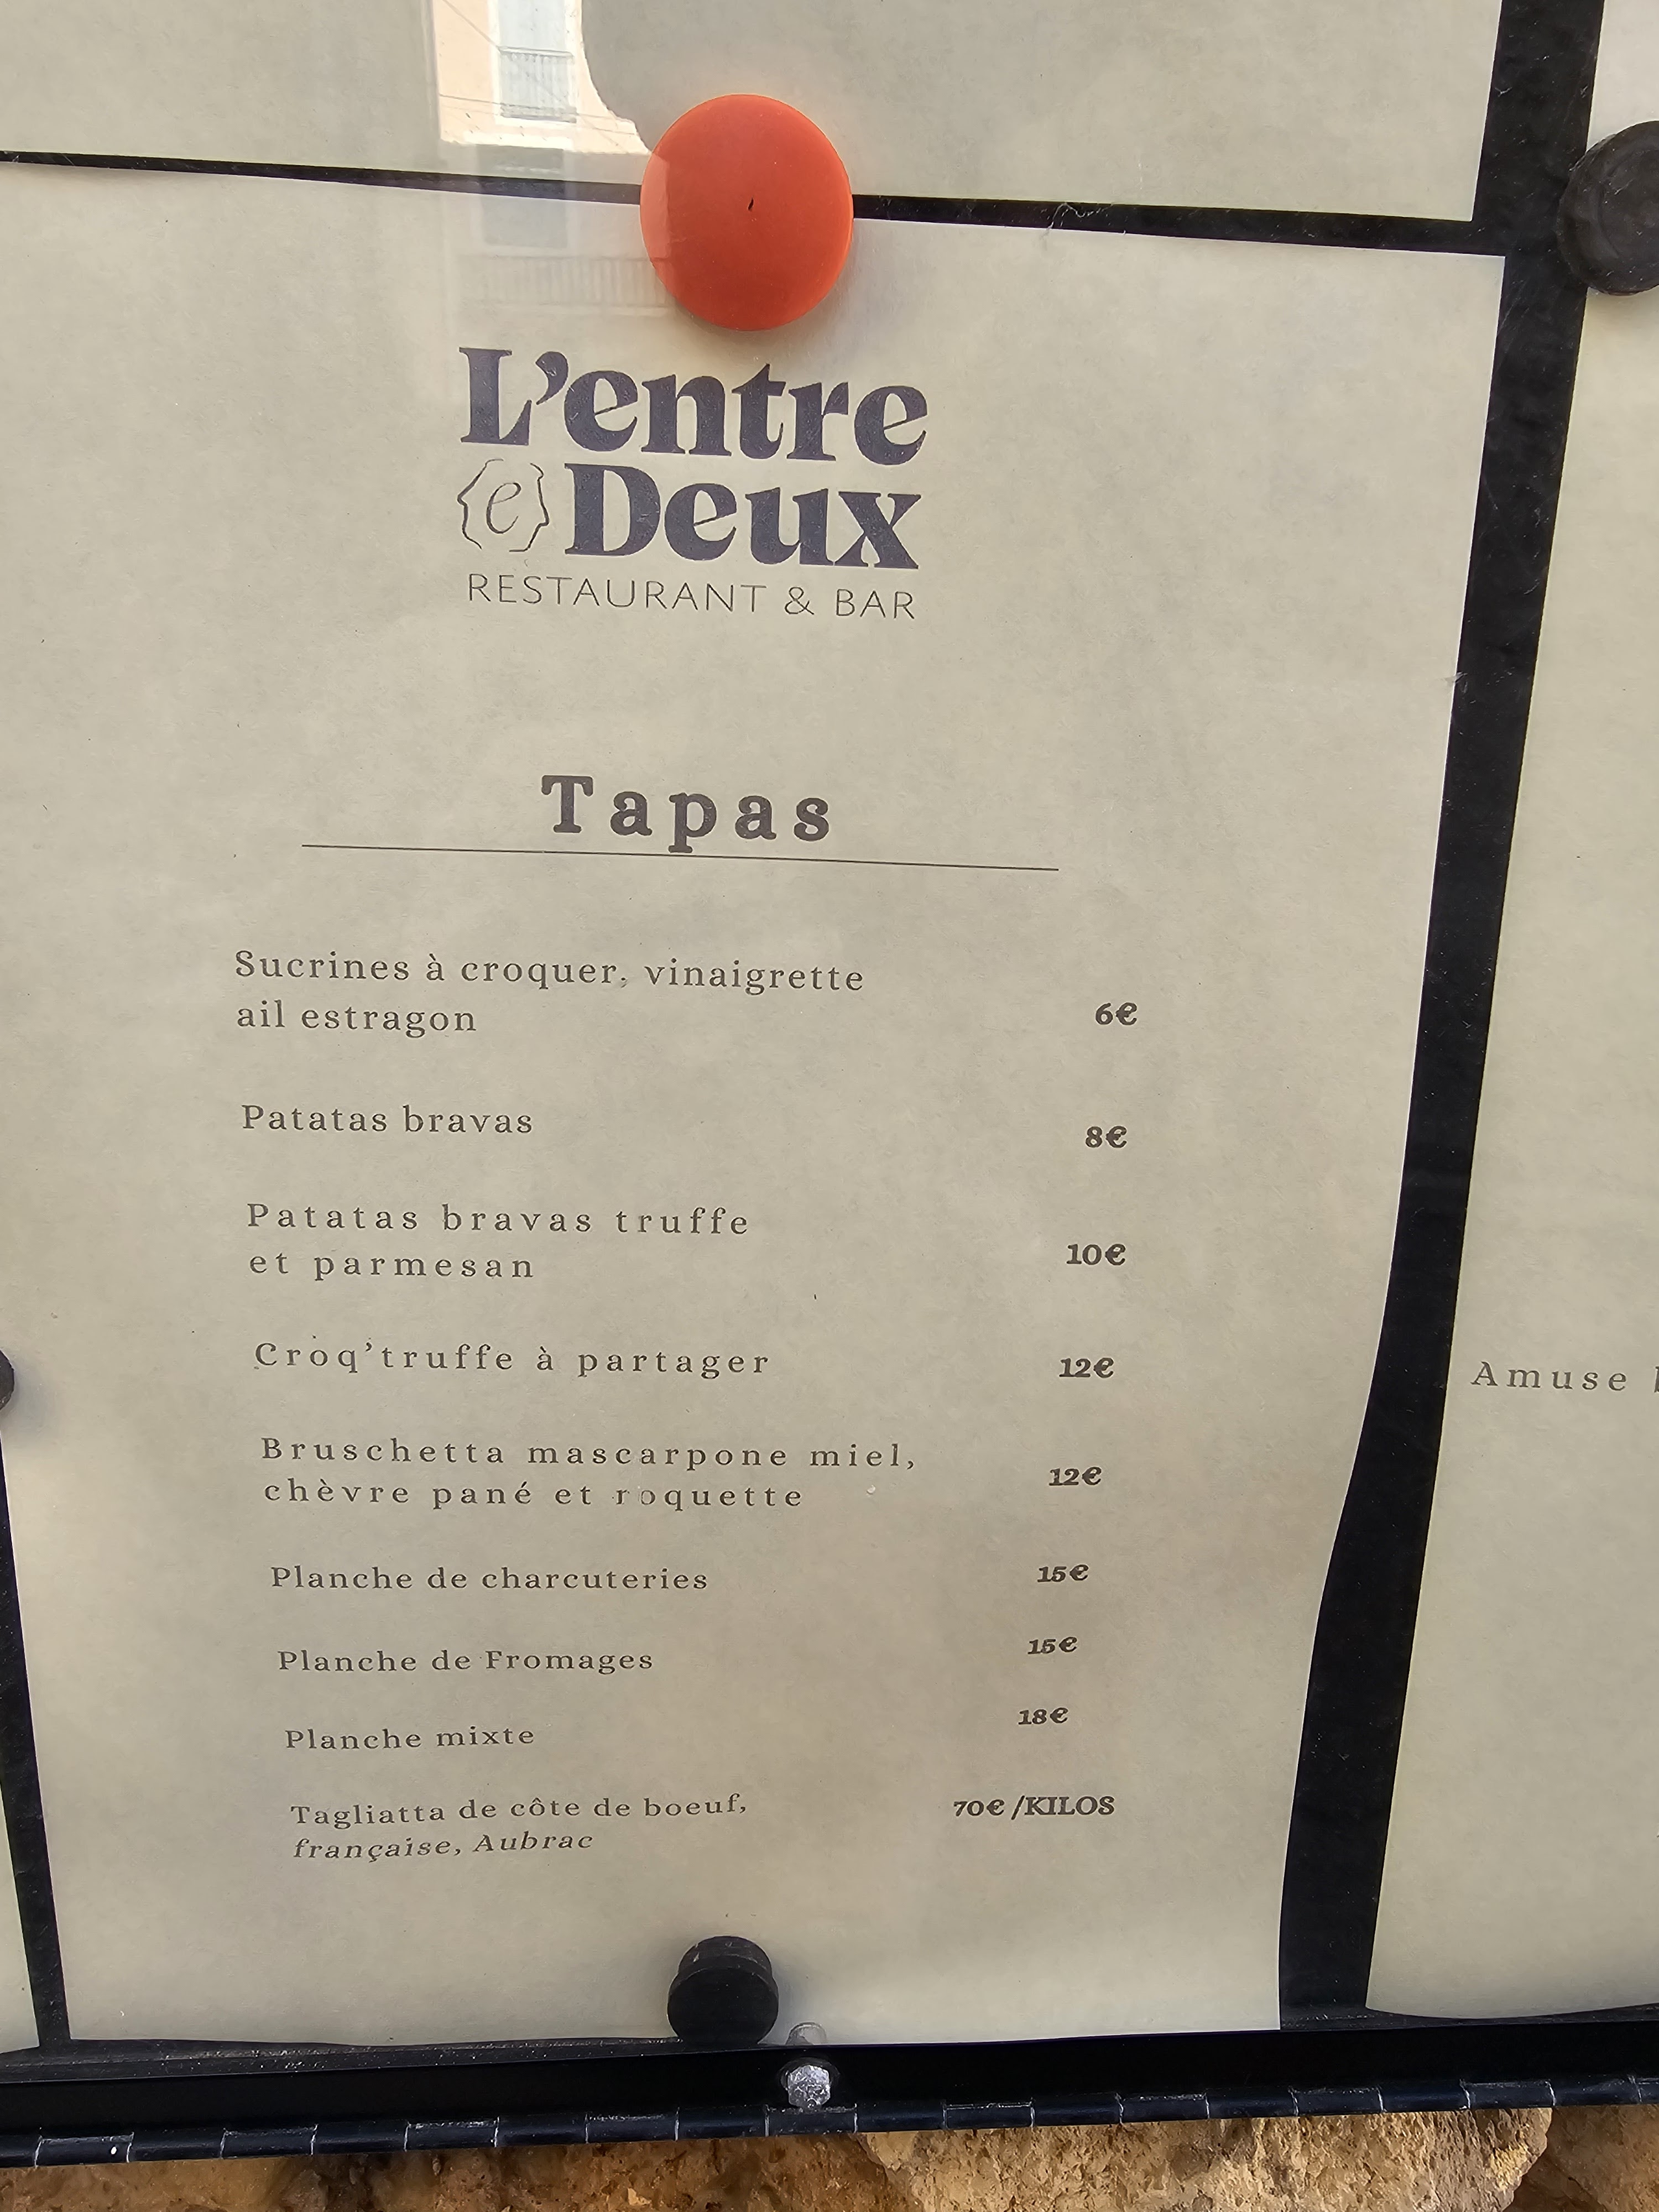 L'entre
{e} Deux
RESTAURANT & BAR
Tapas
Sucrines à croquer, vinaigrette
ail estragon
6€
Patatas bravas
8€
Patatas bravas truffe
et parmesan
10€
Croq'truffe à partager
12€
Bruschetta mascarpone miel,
chèvre pané et roquette
12€
Planche de charcuteries
15€
Planche de Fromages
15€
Planche mixte
18€
Tagliatta de côte de boeuf,
française, Aubrac
70€ /KILOS
Amuse